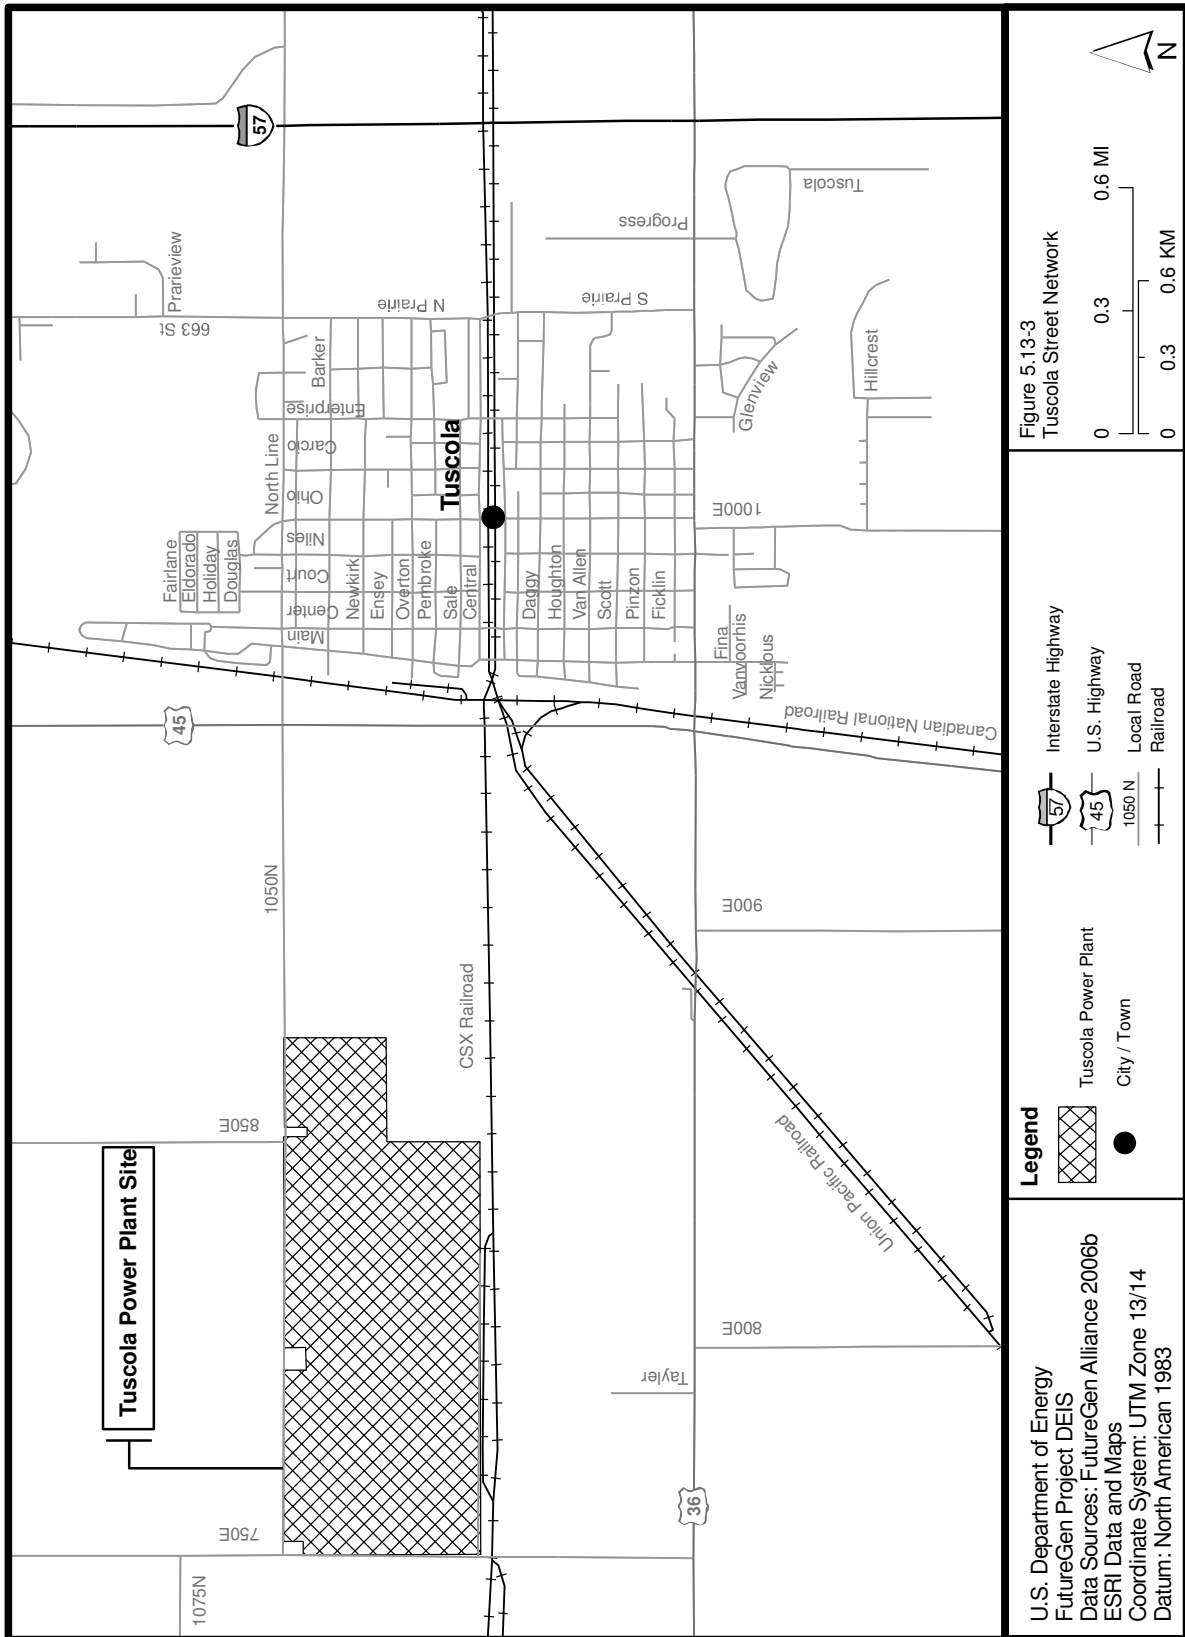 1075N
750E
Tuscola Power Plant Site
850E
1050N
45
Fairlane
Eldorado
Holiday
Douglas
North Line
663 St
Prarieview
57
Main
Center
Court
Niles
Ohio
Carcio
Enterprise
Barker
N Prairie
Newkirk
Ensey
Overton
Pembroke
Sale
Central
Tuscola
CSX Railroad
Daggy
Houghton
Van Allen
Scott
Pinzon
Ficklin
S Prairie
Progress
Tayler
36
800E
900E
1000E
Fina
Vanvoorhis
Nicklous
Glenview
Tuscola
Hillcrest
Union Pacific Railroad
Canadian National Railroad
U.S. Department of Energy
FutureGen Project DEIS
Data Sources: FutureGen Alliance 2006b
ESRI Data and Maps
Coordinate System: UTM Zone 13/14
Datum: North American 1983
Legend
Tuscola Power Plant
City / Town
57 Interstate Highway
45 U.S. Highway
1050 N Local Road
Railroad
Figure 5.13-3
Tuscola Street Network
0 0.3 0.6 MI
0 0.3 0.6 KM
N